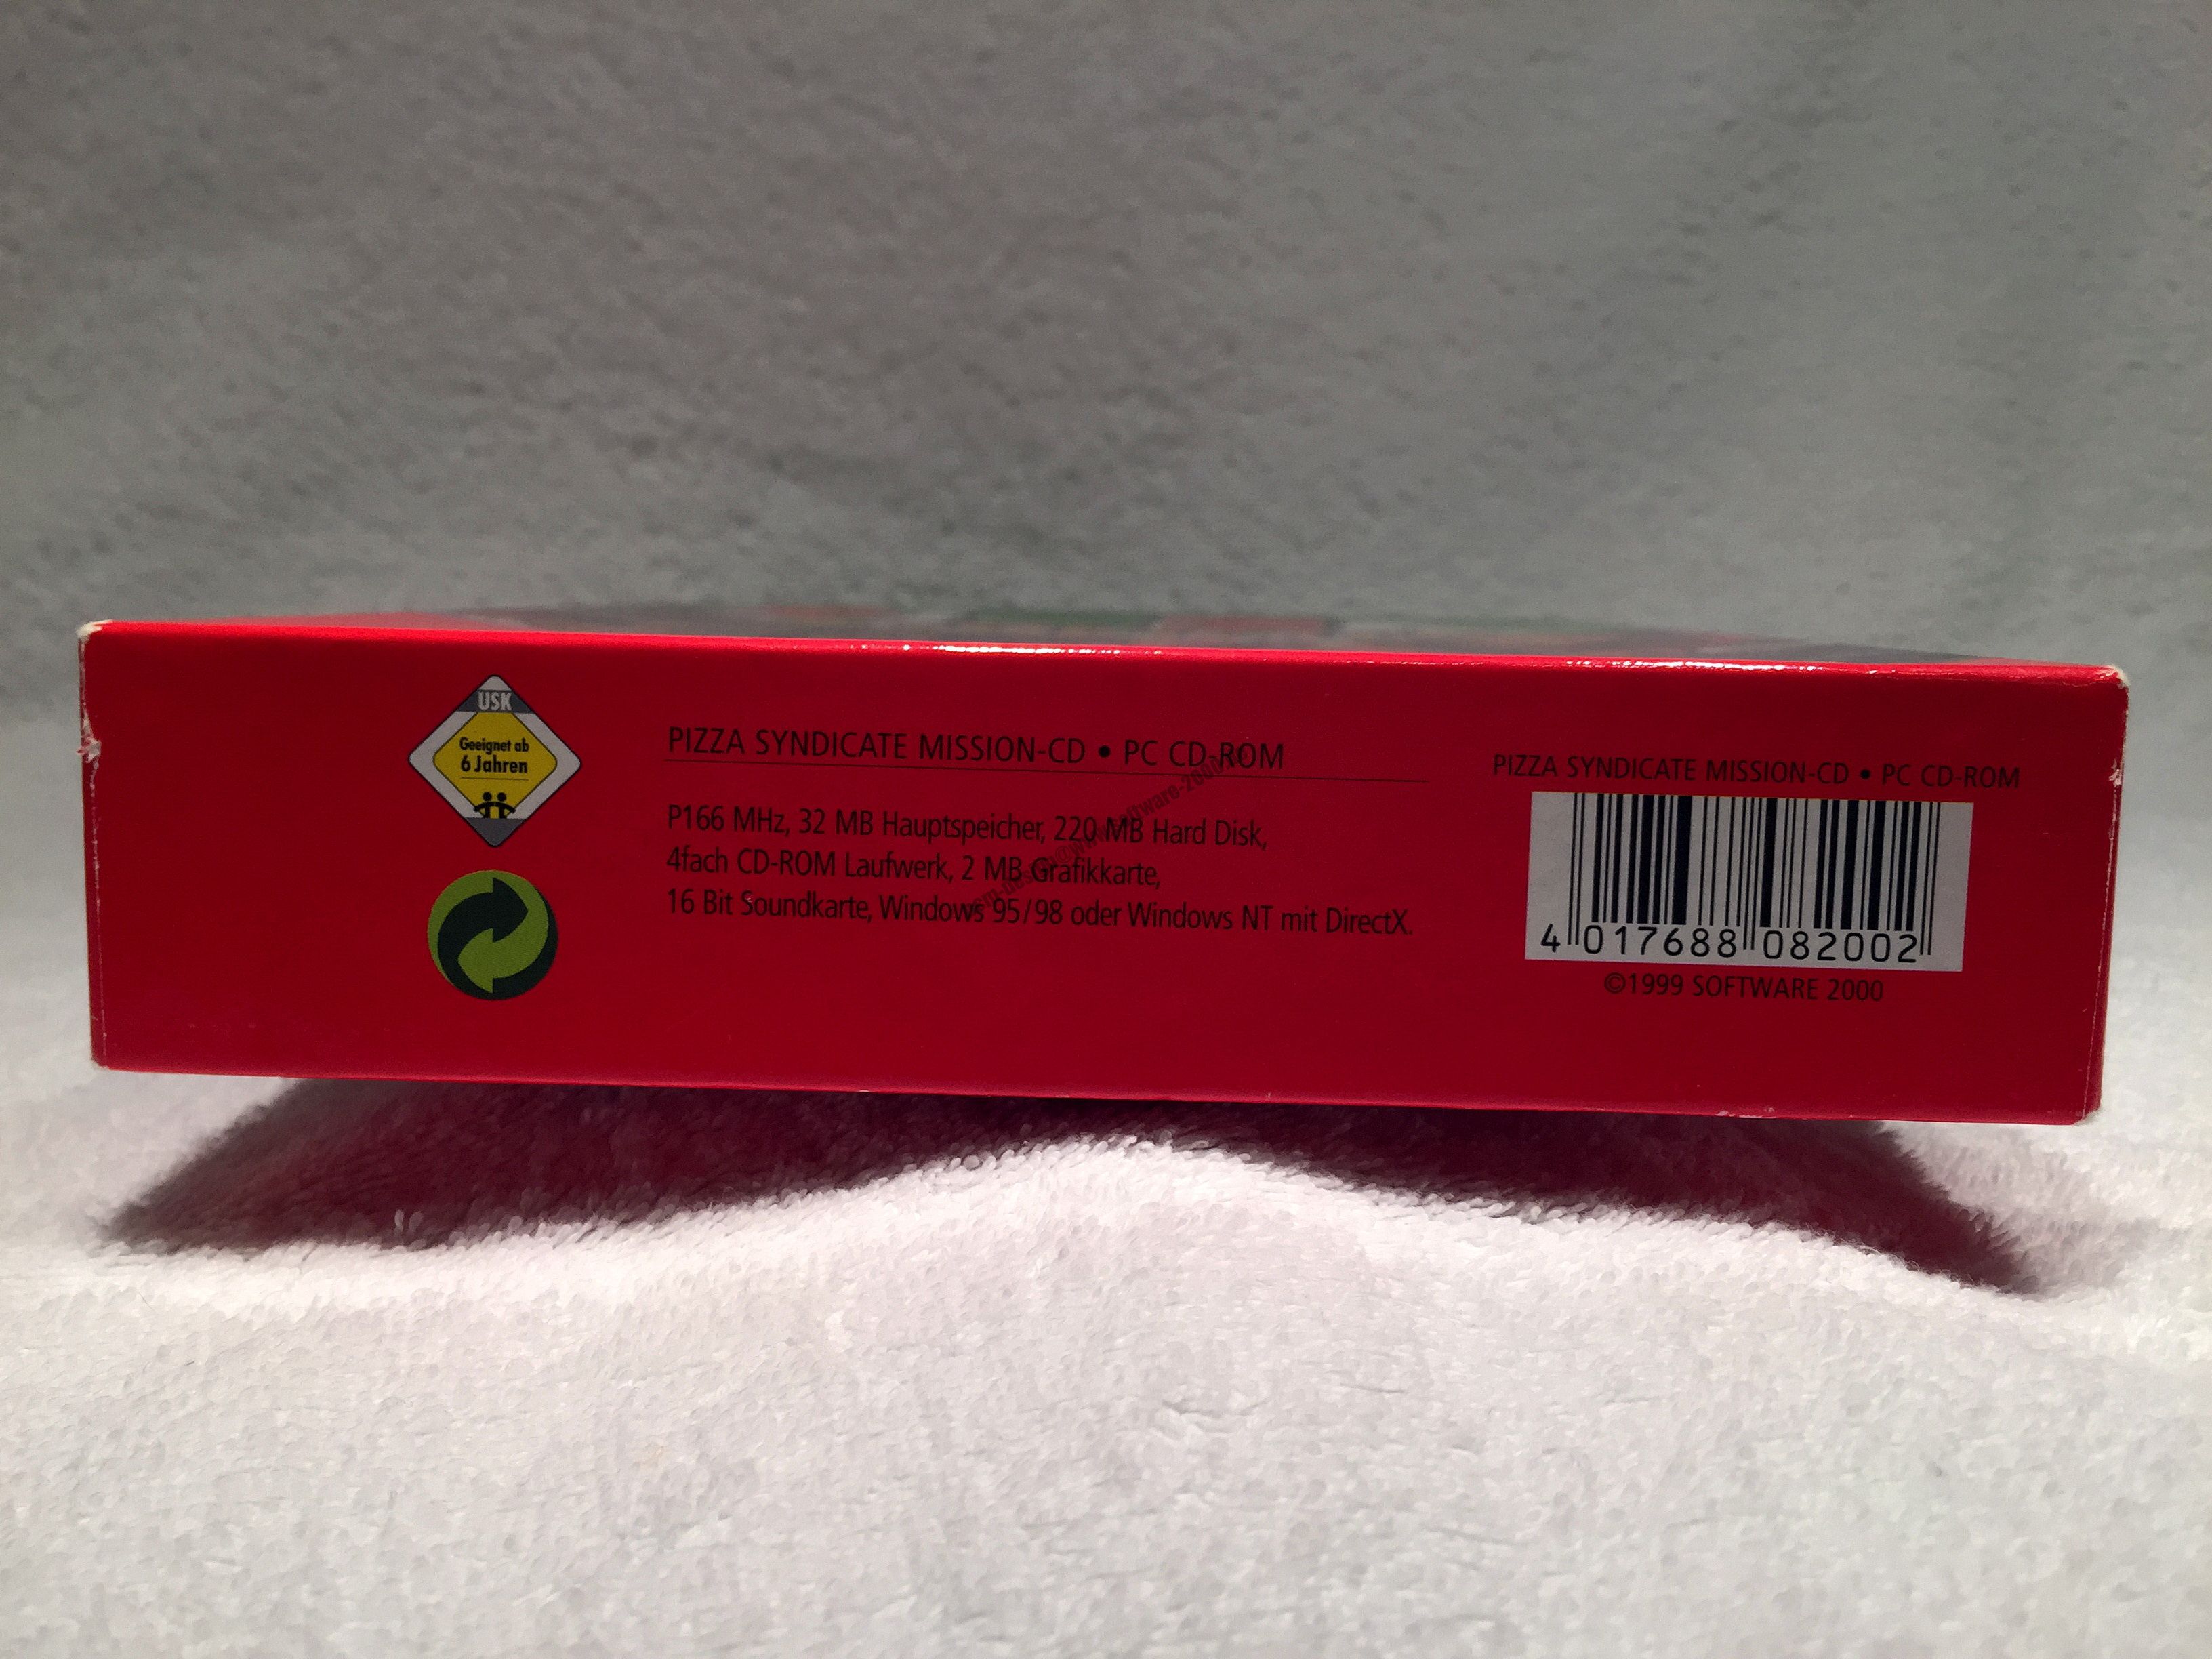 USK
Geeignet ab
6 Jahren
PIZZA SYNDICATE MISSION-CD • PC CD-ROM
P166 MHz, 32 MB Hauptspeicher, 220 MB Hard Disk,
4fach CD-ROM Laufwerk, 2 MB Grafikkarte,
16 Bit Soundkarte, Windows 95/98 oder Windows NT mit DirectX.
PIZZA SYNDICATE MISSION-CD • PC CD-ROM
4 017688 082002
©1999 SOFTWARE 2000